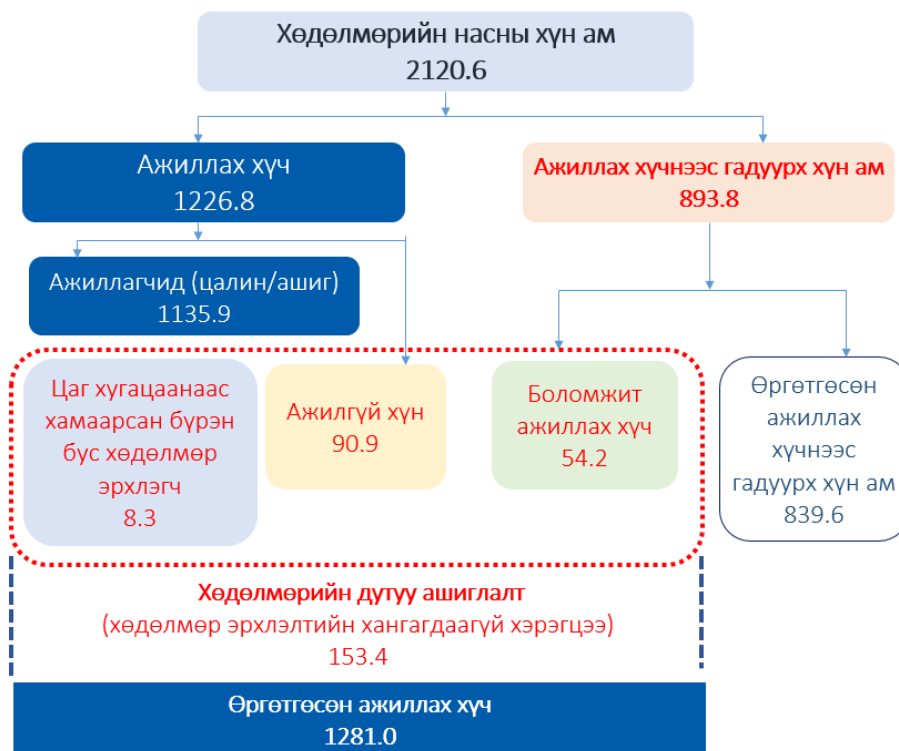 Хөдөлмөрийн насны хүн ам
2120.6
Ажиллах хүч
1226.8
Ажиллах хүчнээс гадуурх хүн ам
893.8
Ажиллагчид (цалин/ашиг)
1135.9
Цаг хугацаанаас
хамаарсан бүрэн
бус хөдөлмөр
эрхлэгч
8.3
Ажилгүй хүн
90.9
Боломжит
ажиллах хүч
54.2
Өргөтгөсөн
ажиллах
хүчнээс
гадуурх хүн ам
839.6
Хөдөлмөрийн дутуу ашиглалт
(хөдөлмөр эрхлэлтийн хангагдаагүй хэрэгцээ)
153.4
Өргөтгөсөн ажиллах хүч
1281.0